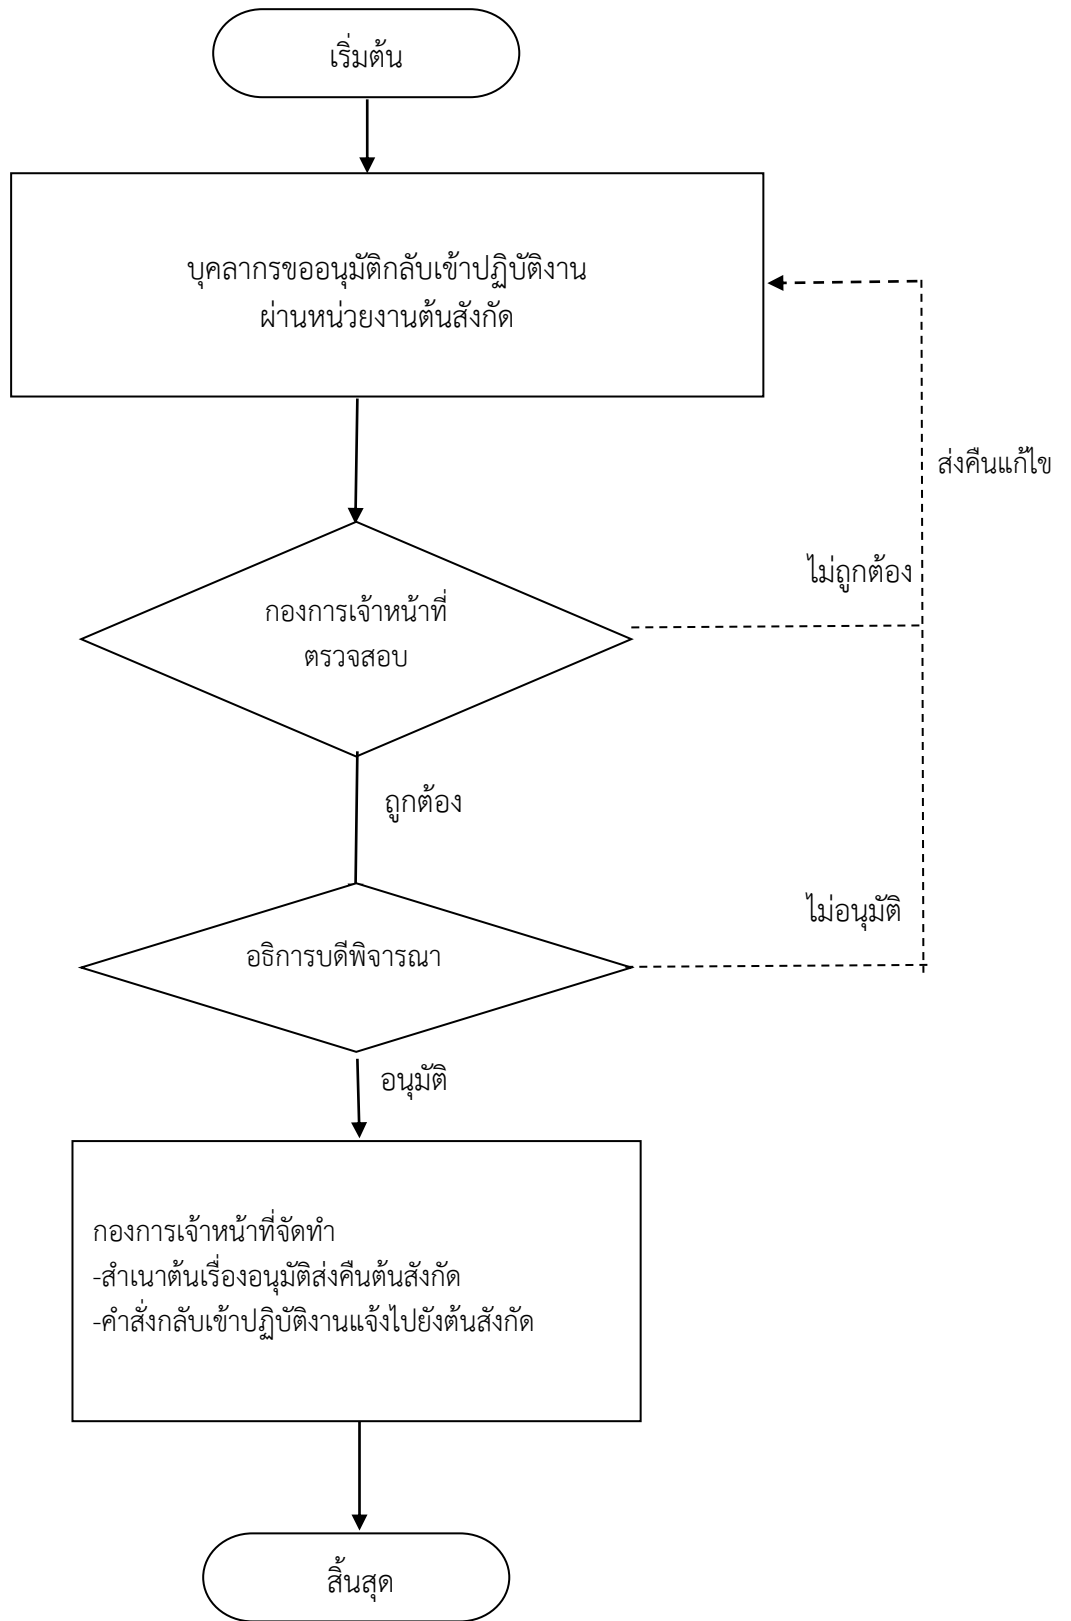 เริ่มต้น
บุคลากรขออนุมัติกลับเข้าปฏิบัติงาน
ผ่านหน่วยงานต้นสังกัด
ส่งคืนแก้ไข
ไม่ถูกต้อง
กองการเจ้าหน้าที่
ตรวจสอบ
ถูกต้อง
ไม่อนุมัติ
อธิการบดีพิจารณา
อนุมัติ
กองการเจ้าหน้าที่จัดทำ
-สำเนาต้นเรื่องอนุมัติส่งคืนต้นสังกัด
-คำสั่งกลับเข้าปฏิบัติงานแจ้งไปยังต้นสังกัด
สิ้นสุด